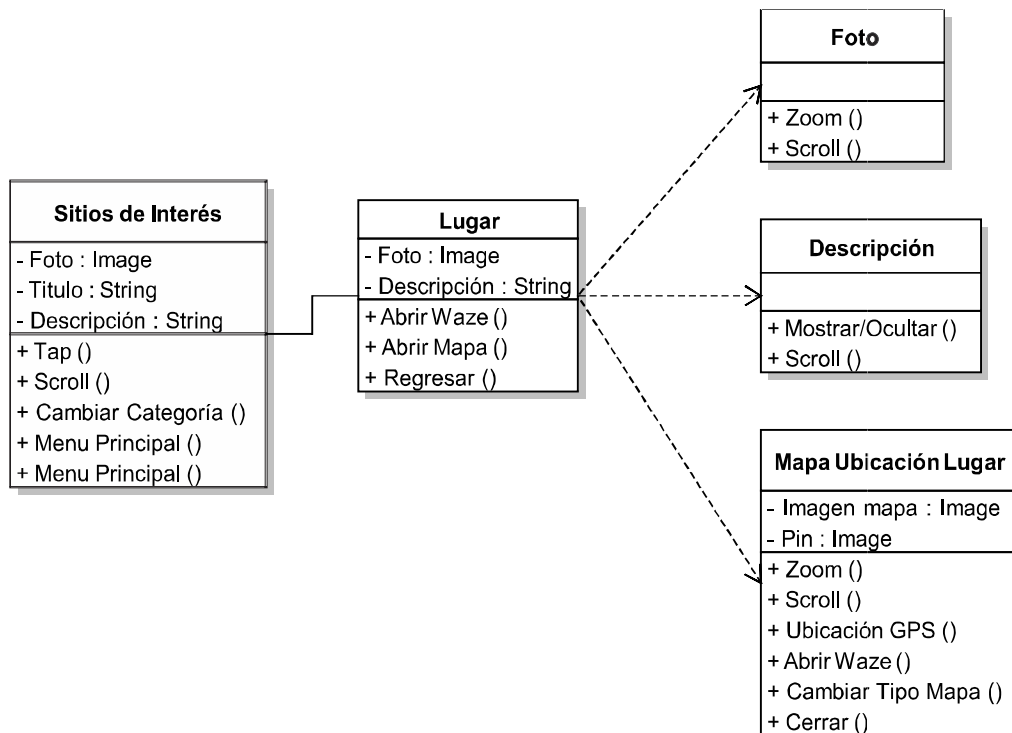 Sitios de Interés
- Foto : Image
- Titulo : String
- Descripción : String
+ Tap ()
+ Scroll ()
+ Cambiar Categoría ()
+ Menu Principal ()
+ Menu Principal ()
Lugar
- Foto : Image
- Descripción : String
+ Abrir Waze ()
+ Abrir Mapa ()
+ Regresar ()
Foto
+ Zoom ()
+ Scroll ()
Descripción
+ Mostrar/Ocultar ()
+ Scroll ()
Mapa Ubicación Lugar
- Imagen mapa : Image
- Pin : Image
+ Zoom ()
+ Scroll ()
+ Ubicación GPS ()
+ Abrir Waze ()
+ Cambiar Tipo Mapa ()
+ Cerrar ()